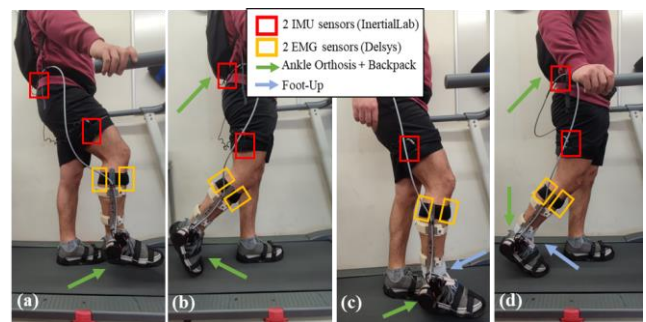 2 IMU sensors (InertialLab)
2 EMG sensors (Delsys)
Ankle Orthosis + Backpack
Foot-Up
(a)
(b)
(c)
(d)